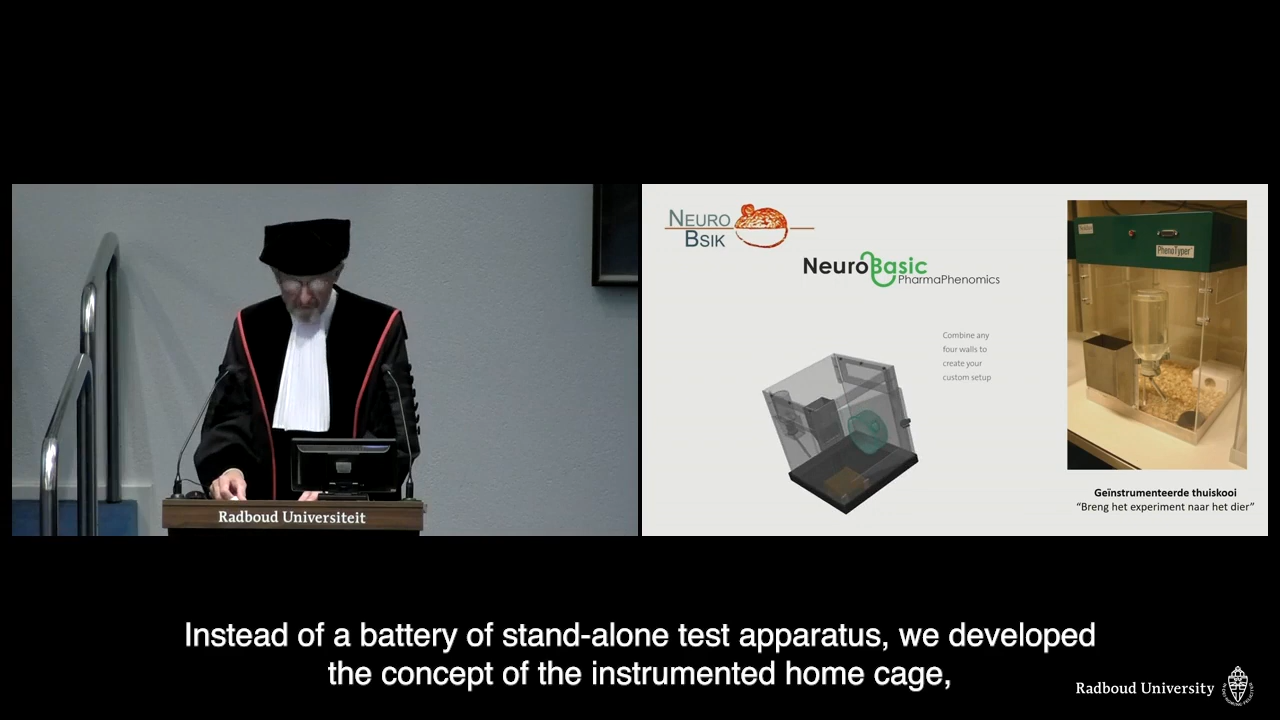 NEURO
BSIK
NeuroBasic
PharmaPhenomics
Combine any
four walls to
create your
custom setup
PhenoTyper
Geïnstrumenteerde thuiskooi
“Breng het experiment naar het dier”
Radboud Universiteit
Instead of a battery of stand-alone test apparatus, we developed
the concept of the instrumented home cage,
Radboud University